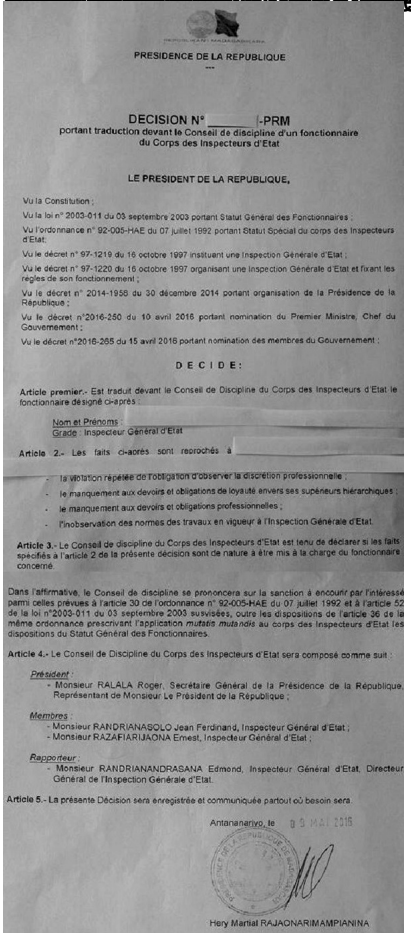 PRESIDENCE DE LA REPUBLIQUE
---
DECISION N° -PRM
portant traduction devant le Conseil de discipline d'un fonctionnaire
du Corps des Inspecteurs d'Etat
LE PRESIDENT DE LA REPUBLIQUE,
Vu la Constitution ;
Vu la loi n° 2003-011 du 03 septembre 2003 portant Statut Général des Fonctionnaires ;
Vu l'ordonnance n° 92-005-HAE du 07 juillet 1992 portant Statut Spécial du corps des Inspecteurs
d'Etat;
Vu le décret n° 97-1219 du 16 octobre 1997 instituant une Inspection Générale d'Etat ;
Vu le décret n° 97-1220 du 16 octobre 1997 organisant une Inspection Générale d'Etat et fixant les
règles de son fonctionnement ;
Vu le décret n° 2014-1956 du 30 décembre 2014 portant organisation de la Présidence de la
République ;
Vu le décret n°2016-250 du 10 avril 2016 portant nomination du Premier Ministre, Chef du
Gouvernement ;
Vu le décret n°2016-265 du 15 avril 2016 portant nomination des membres du Gouvernement ;
D E C I D E :
Article premier.- Est traduit devant le Conseil de Discipline du Corps des Inspecteurs d'Etat le
fonctionnaire désigné ci-après :
Nom et Prénoms :
Grade : Inspecteur Général d'Etat
Article 2.- Les faits ci-après sont reprochés à
- la violation répétée de l'obligation d'observer la discrétion professionnelle ;
- le manquement aux devoirs et obligations de loyauté envers ses supérieurs hiérarchiques ;
- le manquement aux devoirs et obligations professionnelles ;
- l'inobservation des normes des travaux en vigueur à l'Inspection Générale d'Etat.
Article 3.- Le Conseil de discipline du Corps des Inspecteurs d'Etat est tenu de déclarer si les faits
spécifiés à l'article 2 de la présente décision sont de nature à être mis à la charge du fonctionnaire
concerné.
Dans l'affirmative, le Conseil de discipline se prononcera sur la sanction à encourir par l'intéressé
parmi celles prévues à l'article 30 de l'ordonnance n° 92-005-HAE du 07 juillet 1992 et à l'article 52
de la loi n°2003-011 du 03 septembre 2003 susvisées, outre les dispositions de l'article 36 de la
même ordonnance prescrivant l'application mutatis mutandis au corps des Inspecteurs d'Etat les
dispositions du Statut Général des Fonctionnaires.
Article 4.- Le Conseil de Discipline du Corps des Inspecteurs d'Etat sera composé comme suit :
Président :
- Monsieur RALALA Roger, Secrétaire Général de la Présidence de la République,
Représentant de Monsieur Le Président de la République ;
Membres :
- Monsieur RANDRIANASOLO Jean Ferdinand, Inspecteur Général d'Etat ;
- Monsieur RAZAFIARIJAONA Ernest, Inspecteur Général d'Etat ;
Rapporteur :
- Monsieur RANDRIANANDRASANA Edmond, Inspecteur Général d'Etat, Directeur
Général de l'Inspection Générale d'Etat.
Article 5.- La présente Décision sera enregistrée et communiquée partout où besoin sera.
Antananarivo, le 09 MAI 2016
Hery Martial RAJAONARIMAMPIANINA